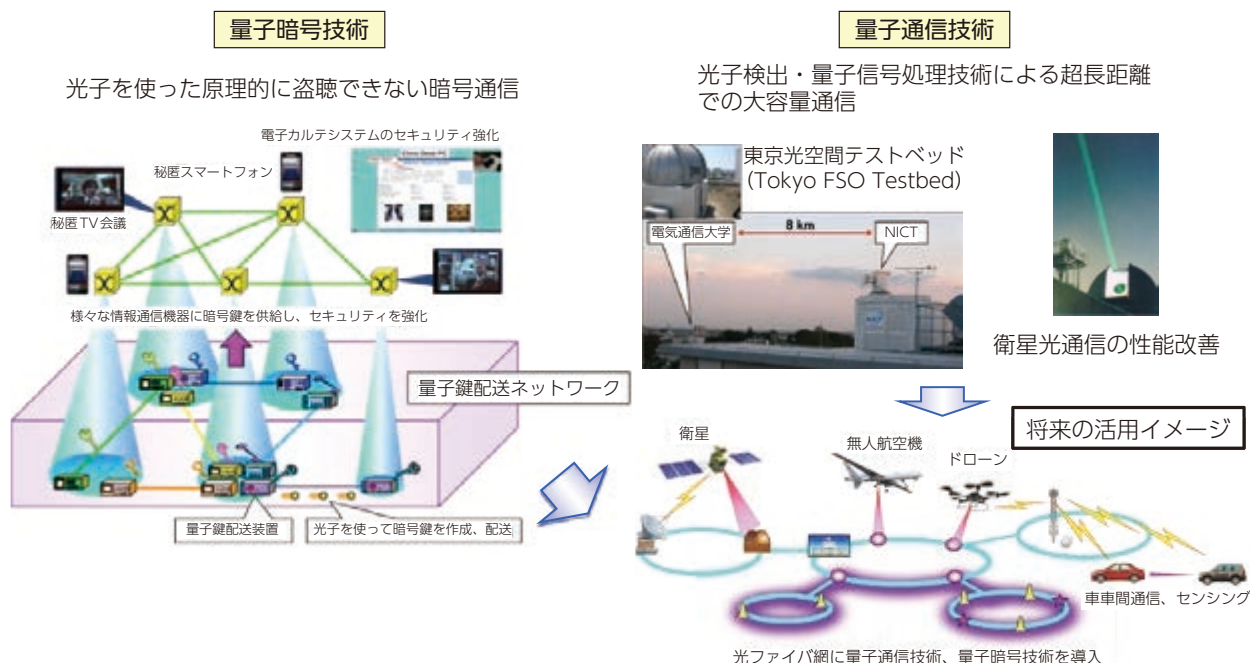 量子暗号技術
光子を使った原理的に盗聴できない暗号通信
電子カルテシステムのセキュリティ強化
秘匿スマートフォン
秘匿TV会議
様々な情報通信機器に暗号鍵を供給し、セキュリティを強化
量子鍵配送ネットワーク
量子鍵配送装置
光子を使って暗号鍵を作成、配送
量子通信技術
光子検出・量子信号処理技術による超長距離
での大容量通信
東京光空間テストベッド
(Tokyo FSO Testbed)
電気通信大学
8 km
NICT
衛星光通信の性能改善
将来の活用イメージ
衛星
無人航空機
ドローン
車車間通信、センシング
光ファイバ網に量子通信技術、量子暗号技術を導入